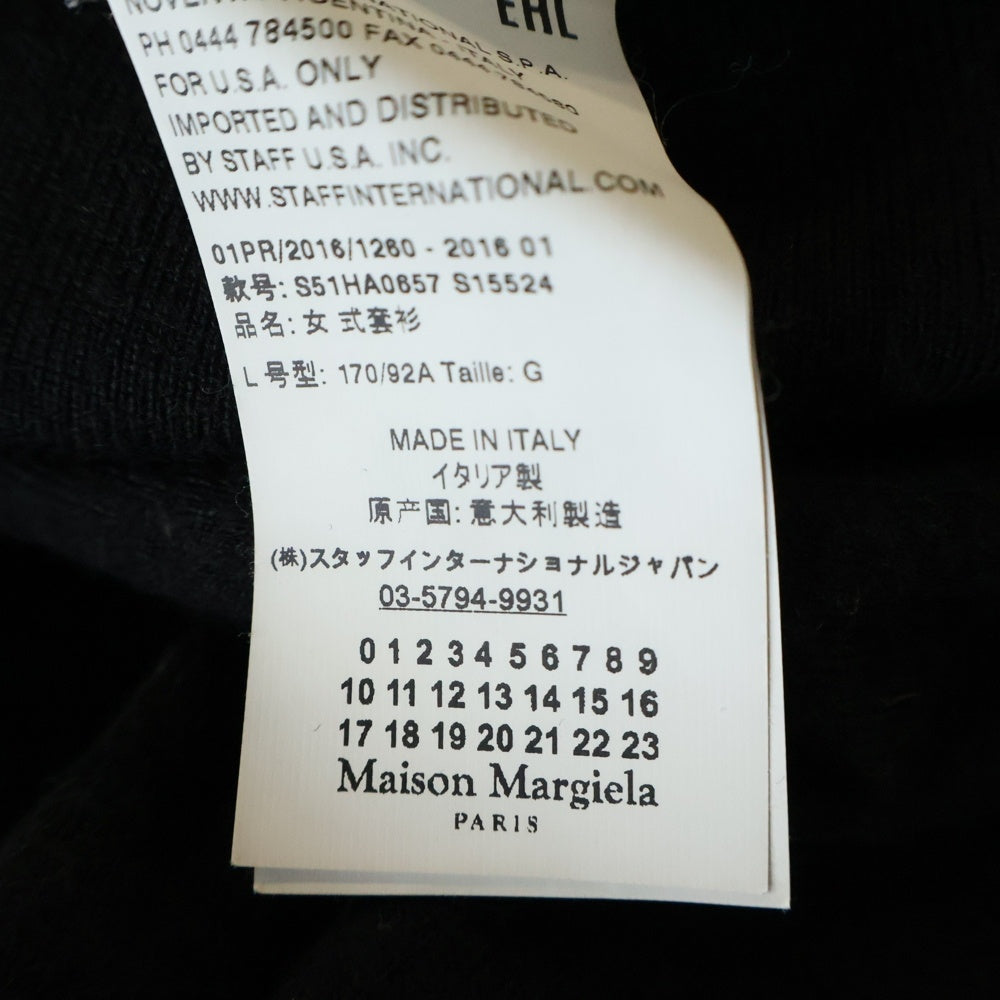 EAC
INTERNATIONAL S.p.A.
ITALY
PH 0444 784500 FAX
FOR U.S.A. ONLY
IMPORTED AND DISTRIBUTED
BY STAFF U.S.A. INC.
WWW.STAFFINTERNATIONAL.COM
01PR/2016/1260 - 2016 01
款号: S51HA0657 S15524
品名: 女 式套衫
L 号型: 170/92A Taille: G
MADE IN ITALY
イタリア製
原产国: 意大利製造
(株)スタッフインターナショナルジャパン
03-5794-9931
0 1 2 3 4 5 6 7 8 9
10 11 12 13 14 15 16
17 18 19 20 21 22 23
Maison Margiela
PARIS